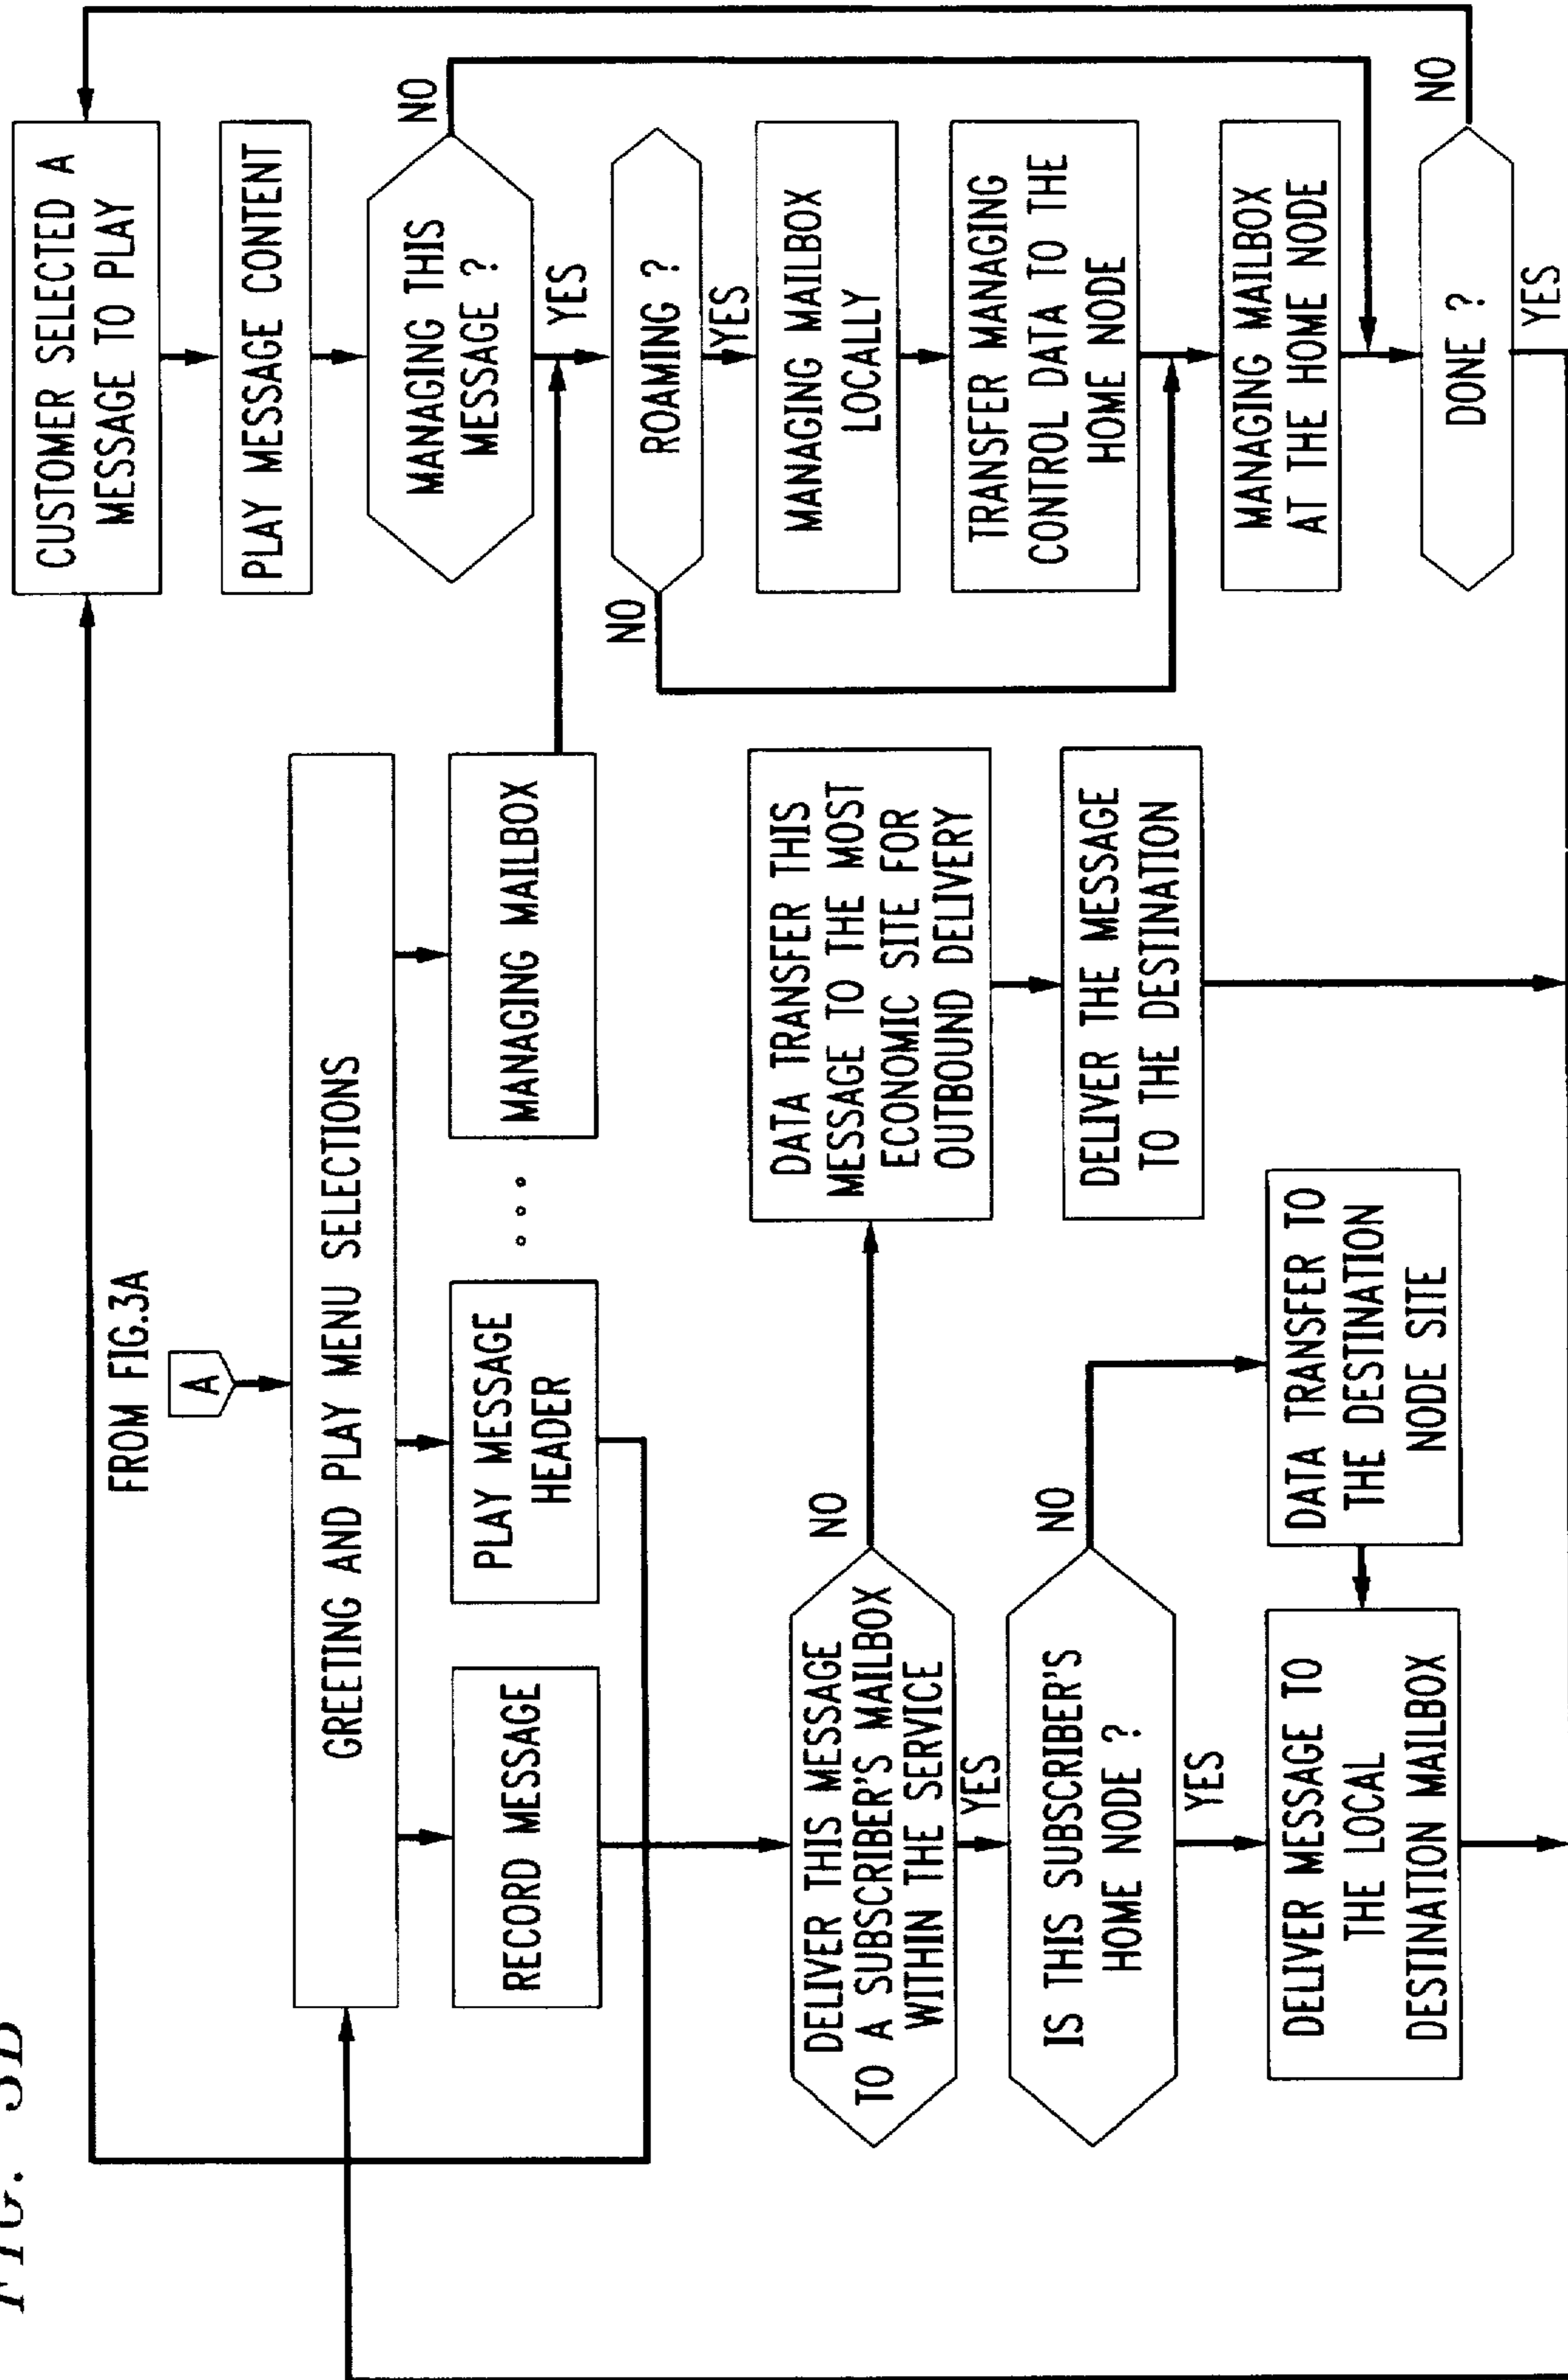 FIG. 3B
FROM FIG.3A
A
GREETING AND PLAY MENU SELECTIONS
RECORD MESSAGE
PLAY MESSAGE
HEADER
MANAGING MAILBOX
DELIVER THIS MESSAGE
TO A SUBSCRIBER'S MAILBOX
WITHIN THE SERVICE
NO
YES
IS THIS SUBSCRIBER'S
HOME NODE ?
NO
YES
DELIVER MESSAGE TO
THE LOCAL
DESTINATION MAILBOX
DATA TRANSFER TO
THE DESTINATION
NODE SITE
DATA TRANSFER THIS
MESSAGE TO THE MOST
ECONOMIC SITE FOR
OUTBOUND DELIVERY
DELIVER THE MESSAGE
TO THE DESTINATION
CUSTOMER SELECTED A
MESSAGE TO PLAY
PLAY MESSAGE CONTENT
MANAGING THIS
MESSAGE ?
NO
YES
ROAMING ?
NO
YES
MANAGING MAILBOX
LOCALLY
TRANSFER MANAGING
CONTROL DATA TO THE
HOME NODE
MANAGING MAILBOX
AT THE HOME NODE
DONE ?
NO
YES